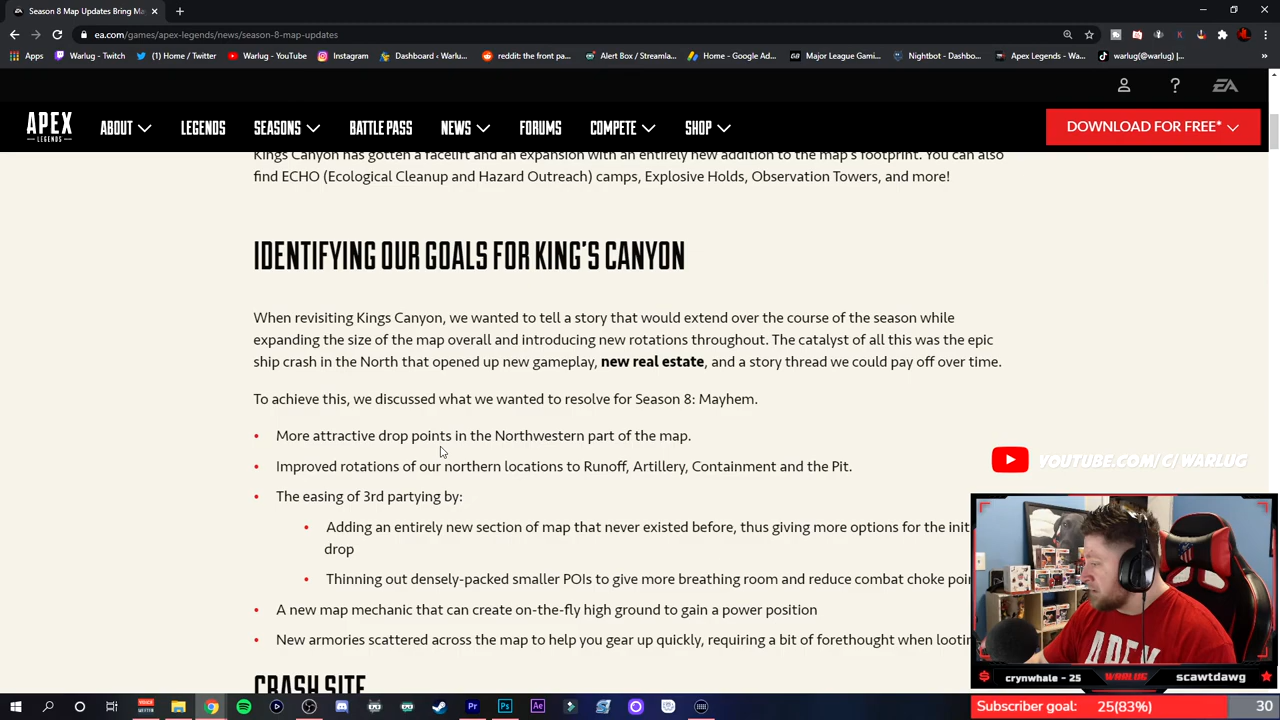 Season 8 Map Updates Bring Ma
ea.com/games/apex-legends/news/season-8-map-updates
Apps
Warlug - Twitch
(1) Home / Twitter
Warlug - YouTube
Instagram
Dashboard - Warlu...
reddit: the front pa...
Alert Box / Streamla...
Home - Google Ad...
Major League Gami...
Nightbot - Dashbo...
Apex Legends - Wa...
warlug(@warlug) |...
EA
APEX
LEGENDS
ABOUT
LEGENDS
SEASONS
BATTLE PASS
NEWS
FORUMS
COMPETE
SHOP
DOWNLOAD FOR FREE*
Kings Canyon has gotten a facelift and an expansion with an entirely new addition to the map's footprint. You can also
find ECHO (Ecological Cleanup and Hazard Outreach) camps, Explosive Holds, Observation Towers, and more!
IDENTIFYING OUR GOALS FOR KING'S CANYON
When revisiting Kings Canyon, we wanted to tell a story that would extend over the course of the season while
expanding the size of the map overall and introducing new rotations throughout. The catalyst of all this was the epic
ship crash in the North that opened up new gameplay, new real estate, and a story thread we could pay off over time.
To achieve this, we discussed what we wanted to resolve for Season 8: Mayhem.
• More attractive drop points in the Northwestern part of the map.
• Improved rotations of our northern locations to Runoff, Artillery, Containment and the Pit.
• The easing of 3rd partying by:
• Adding an entirely new section of map that never existed before, thus giving more options for the init
drop
• Thinning out densely-packed smaller POIs to give more breathing room and reduce combat choke poin
• A new map mechanic that can create on-the-fly high ground to gain a power position
• New armories scattered across the map to help you gear up quickly, requiring a bit of forethought when lootin
CRASH SITE
YOUTUBE.COM/C/WARLUG
APEX
crynwhale - 25
WARLUG
scawtdawg
Subscriber goal:
25(83%)
30